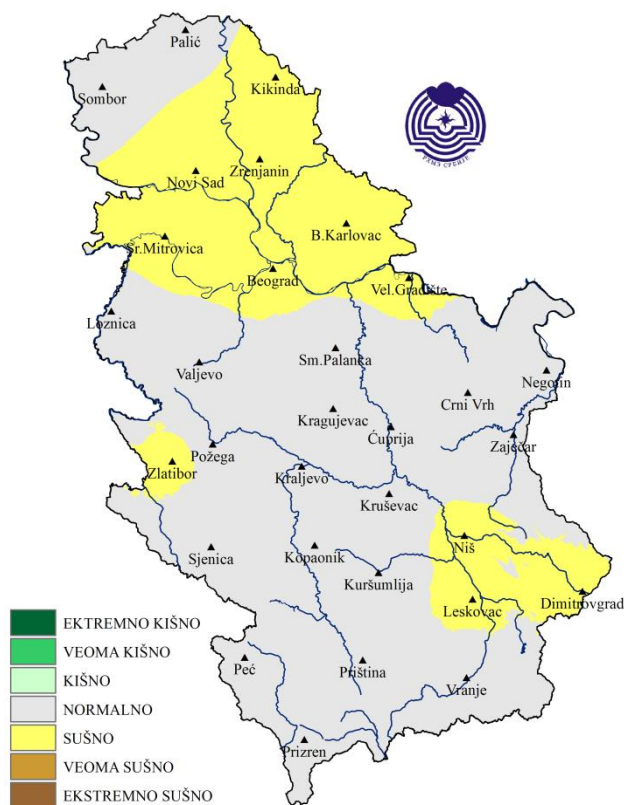 Palić
Sombor
Kikinda
Zrenjanin
Novi Sad
B.Karlovac
Sr.Mitrovica
Beograd
Vel.Gradište
Loznica
Valjevo
Sm.Palanka
Negotin
Crni Vrh
Kragujevac
Ćuprija
Zaječar
Požega
Zlatibor
Kraljevo
Kruševac
Niš
Sjenica
Kopaonik
Kuršumlija
Leskovac
Dimitrovgrad
Peć
Priština
Vranje
Prizren
EKTREMNO KIŠNO
VEOMA KIŠNO
KIŠNO
NORMALNO
SUŠNO
VEOMA SUŠNO
EKSTREMNO SUŠNO
РХМЗ СРБИЈЕ